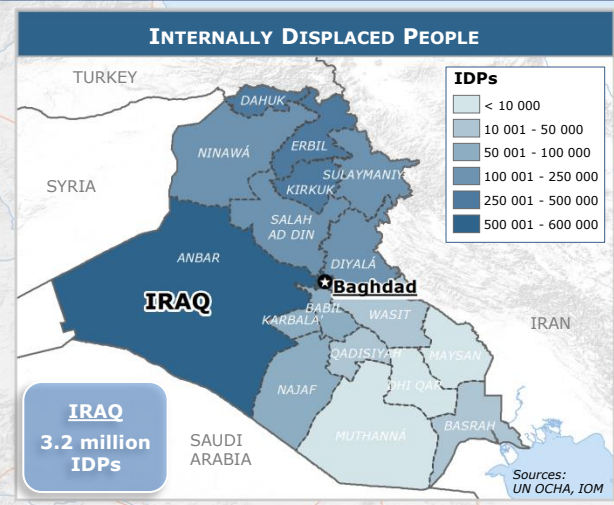 INTERNALLY DISPLACED PEOPLE
TURKEY
SYRIA
IRAN
SAUDI
ARABIA
DAHUK
NINAWÁ
ERBIL
KIRKUK
SULAYMANIY
SALAH
AD DIN
DIYALÁ
ANBAR
IRAQ
Baghdad
BABIL
KARBALA'
WASIT
QADISIYAH
MAYSAN
DHI QAR
NAJAF
MUTHANNÁ
BASRAH
IDPs
< 10 000
10 001 - 50 000
50 001 - 100 000
100 001 - 250 000
250 001 - 500 000
500 001 - 600 000
IRAQ
3.2 million
IDPs
Sources:
UN OCHA, IOM